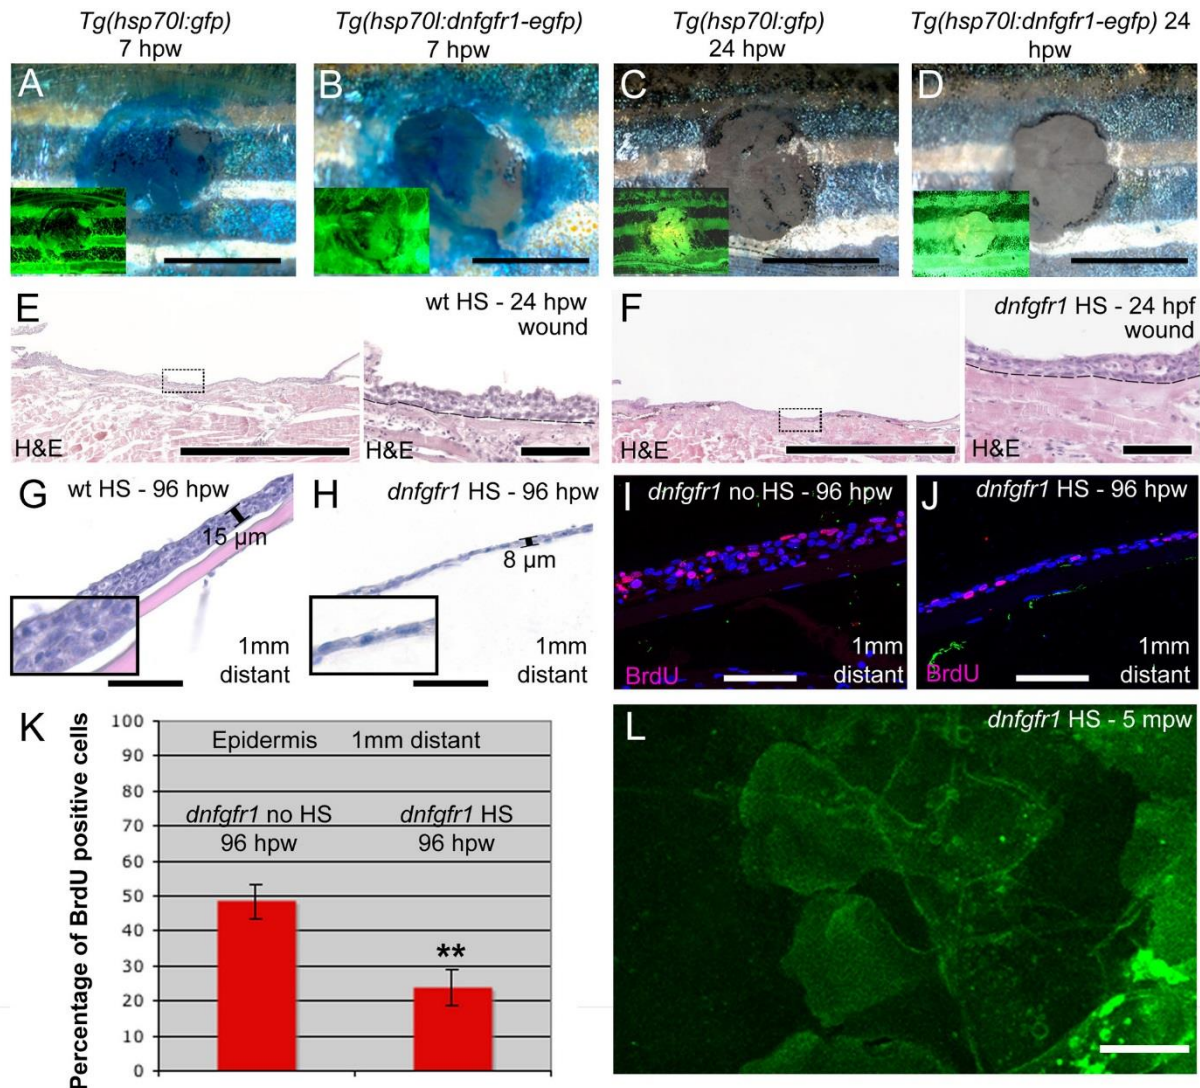 Tg(hsp70l:gfp)
7 hpw
Tg(hsp70l:dnfgfr1-egfp)
7 hpw
Tg(hsp70l:gfp)
24 hpw
Tg(hsp70l:dnfgfr1-egfp) 24
hpw
A
B
C
D
E
wt HS - 24 hpw
wound
H&E
H&E
F
dnfgfr1 HS - 24 hpf
wound
H&E
H&E
G
wt HS - 96 hpw
15 µm
1mm
distant
H
dnfgfr1 HS - 96 hpw
8 µm
1mm
distant
I
dnfgfr1 no HS - 96 hpw
BrdU
1mm
distant
J
dnfgfr1 HS - 96 hpw
BrdU
1mm
distant
K
Percentage of BrdU positive cells
100
90
80
70
60
50
40
30
20
10
0
Epidermis 1mm distant
dnfgfr1 no HS
96 hpw
dnfgfr1 HS
96 hpw
**
L
dnfgfr1 HS - 5 mpw